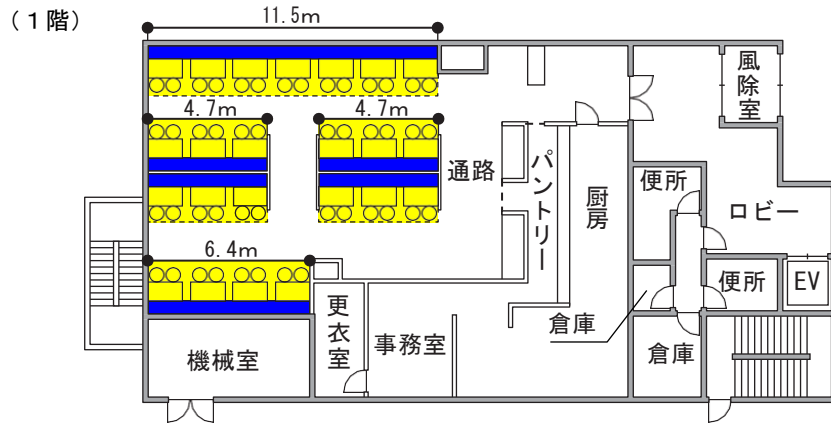 （１階）
11.5m
4.7m
4.7m
6.4m
通路
パントリー
厨房
風除室
便所
ロビー
便所
EV
倉庫
倉庫
更衣室
事務室
機械室